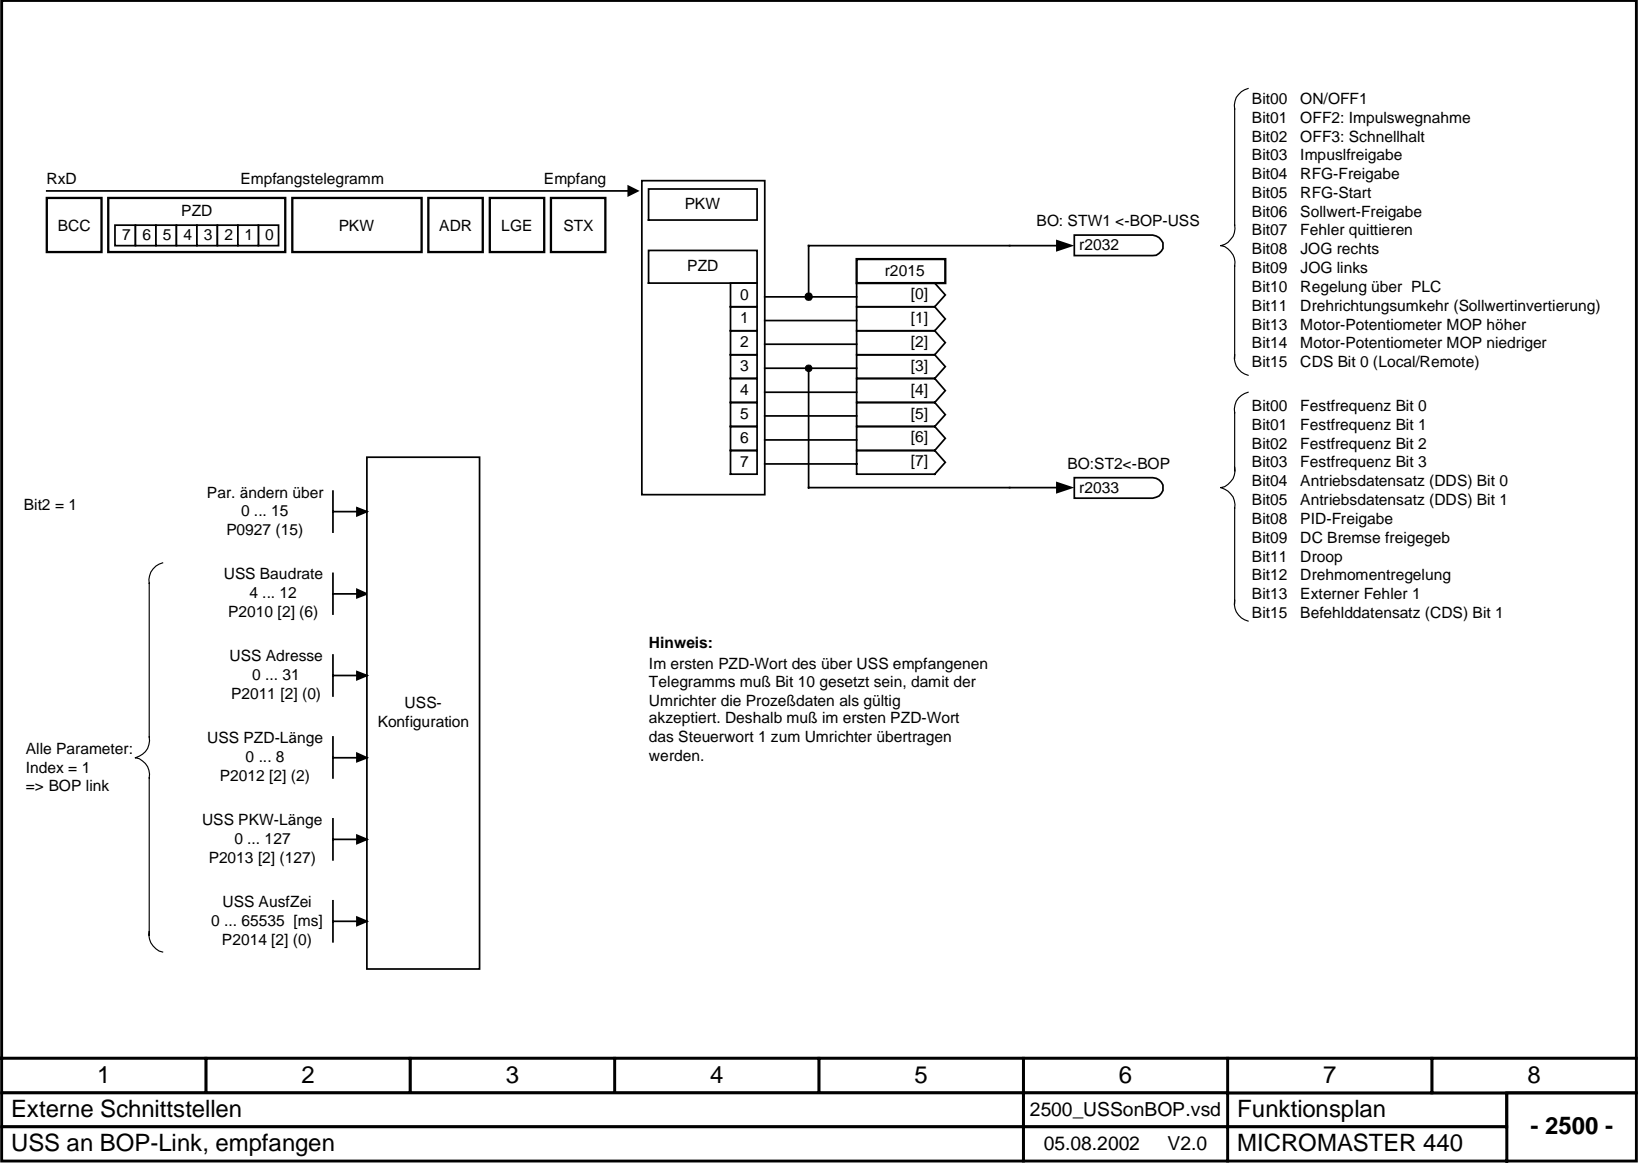 RxD Empfangstelegramm Empfang
BCC PZD PKW ADR LGE STX
7 6 5 4 3 2 1 0
PKW
PZD
0
1
2
3
4
5
6
7
r2015
[0]
[1]
[2]
[3]
[4]
[5]
[6]
[7]
BO: STW1 <-BOP-USS
r2032
Bit00 ON/OFF1
Bit01 OFF2: Impulswegnahme
Bit02 OFF3: Schnellhalt
Bit03 Impuslfreigabe
Bit04 RFG-Freigabe
Bit05 RFG-Start
Bit06 Sollwert-Freigabe
Bit07 Fehler quittieren
Bit08 JOG rechts
Bit09 JOG links
Bit10 Regelung über PLC
Bit11 Drehrichtungsumkehr (Sollwertinvertierung)
Bit13 Motor-Potentiometer MOP höher
Bit14 Motor-Potentiometer MOP niedriger
Bit15 CDS Bit 0 (Local/Remote)
BO:ST2<-BOP
r2033
Bit00 Festfrequenz Bit 0
Bit01 Festfrequenz Bit 1
Bit02 Festfrequenz Bit 2
Bit03 Festfrequenz Bit 3
Bit04 Antriebsdatensatz (DDS) Bit 0
Bit05 Antriebsdatensatz (DDS) Bit 1
Bit08 PID-Freigabe
Bit09 DC Bremse freigegeb
Bit11 Droop
Bit12 Drehmomentregelung
Bit13 Externer Fehler 1
Bit15 Befehlddatensatz (CDS) Bit 1
Bit2 = 1
Par. ändern über
0 ... 15
P0927 (15)
USS Baudrate
4 ... 12
P2010 [2] (6)
USS Adresse
0 ... 31
P2011 [2] (0)
USS PZD-Länge
0 ... 8
P2012 [2] (2)
USS PKW-Länge
0 ... 127
P2013 [2] (127)
USS AusfZei
0 ... 65535 [ms]
P2014 [2] (0)
Alle Parameter:
Index = 1
=> BOP link
USS-
Konfiguration
Hinweis:
Im ersten PZD-Wort des über USS empfangenen
Telegramms muß Bit 10 gesetzt sein, damit der
Umrichter die Prozeßdaten als gültig
akzeptiert. Deshalb muß im ersten PZD-Wort
das Steuerwort 1 zum Umrichter übertragen
werden.
1 2 3 4 5 6 7 8
Externe Schnittstellen 2500_USSonBOP.vsd Funktionsplan
USS an BOP-Link, empfangen 05.08.2002 V2.0 MICROMASTER 440
- 2500 -